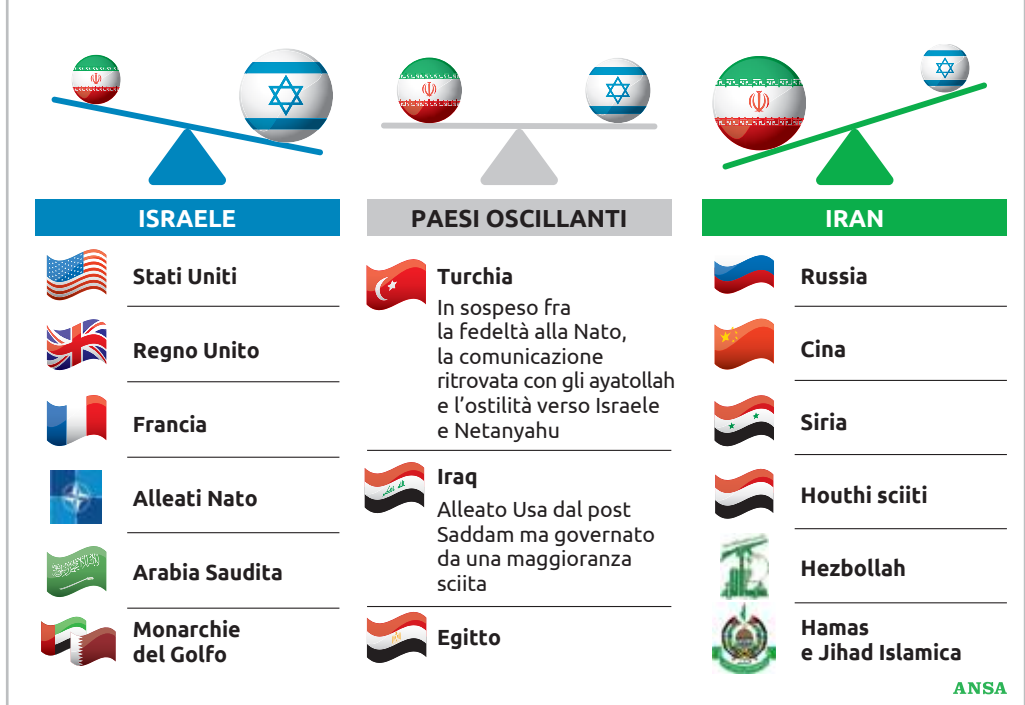 ISRAELE
Stati Uniti
Regno Unito
Francia
Alleati Nato
Arabia Saudita
Monarchie
del Golfo
PAESI OSCILLANTI
Turchia
In sospeso fra
la fedeltà alla Nato,
la comunicazione
ritrovata con gli ayatollah
e l’ostilità verso Israele
e Netanyahu
Iraq
Alleato Usa dal post
Saddam ma governato
da una maggioranza
sciita
Egitto
IRAN
Russia
Cina
Siria
Houthi sciiti
Hezbollah
Hamas
e Jihad Islamica
ANSA